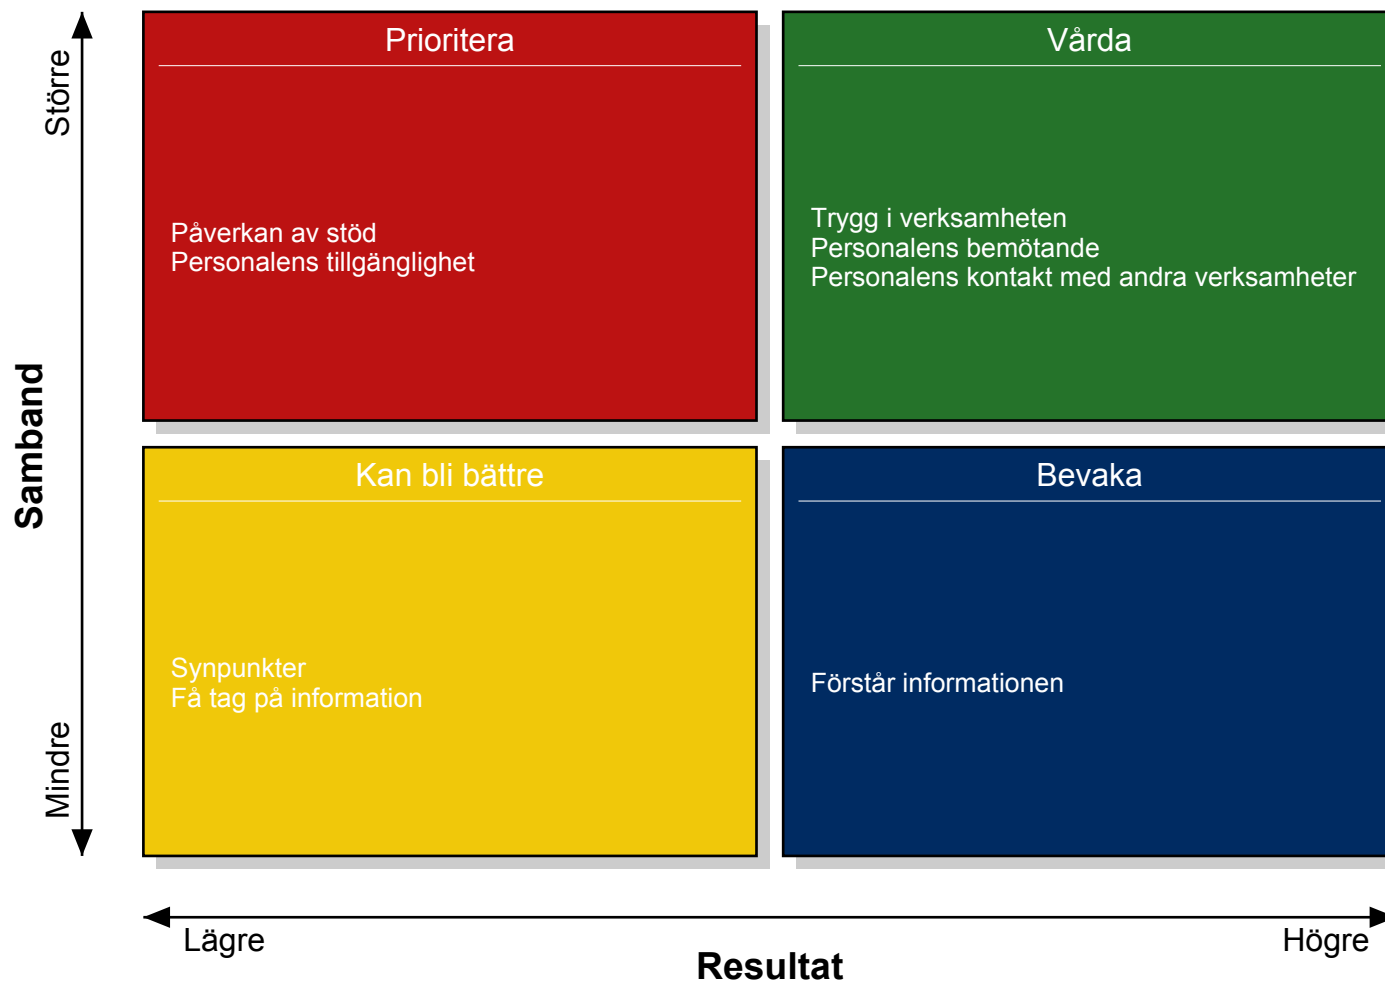 Större
Samband
Mindre
Prioritera
Påverkan av stöd
Personalens tillgänglighet
Vårda
Trygg i verksamheten
Personalens bemötande
Personalens kontakt med andra verksamheter
Kan bli bättre
Synpunkter
Få tag på information
Bevaka
Förstår informationen
Lägre
Högre
Resultat